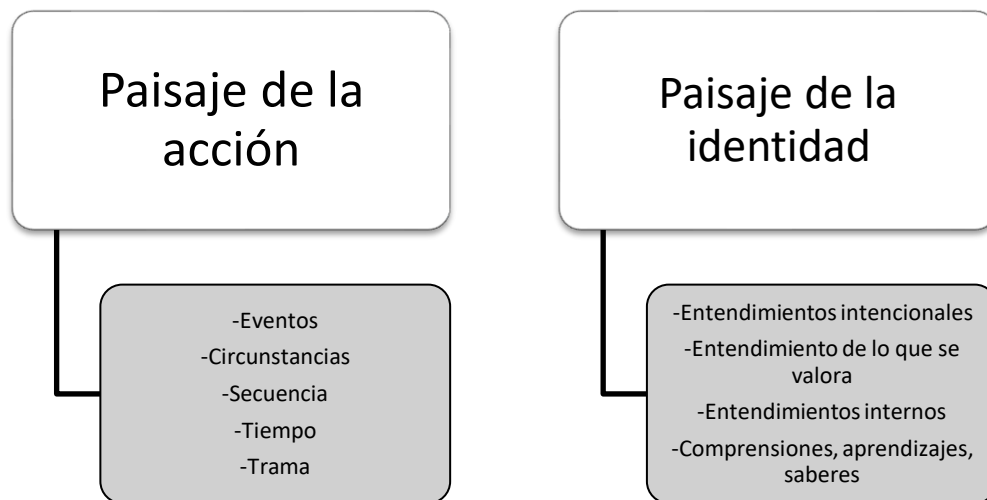 Paisaje de la
acción
-Eventos
-Circunstancias
-Secuencia
-Tiempo
-Trama
Paisaje de la
identidad
-Entendimientos intencionales
-Entendimiento de lo que se
valora
-Entendimientos internos
-Comprensiones, aprendizajes,
saberes